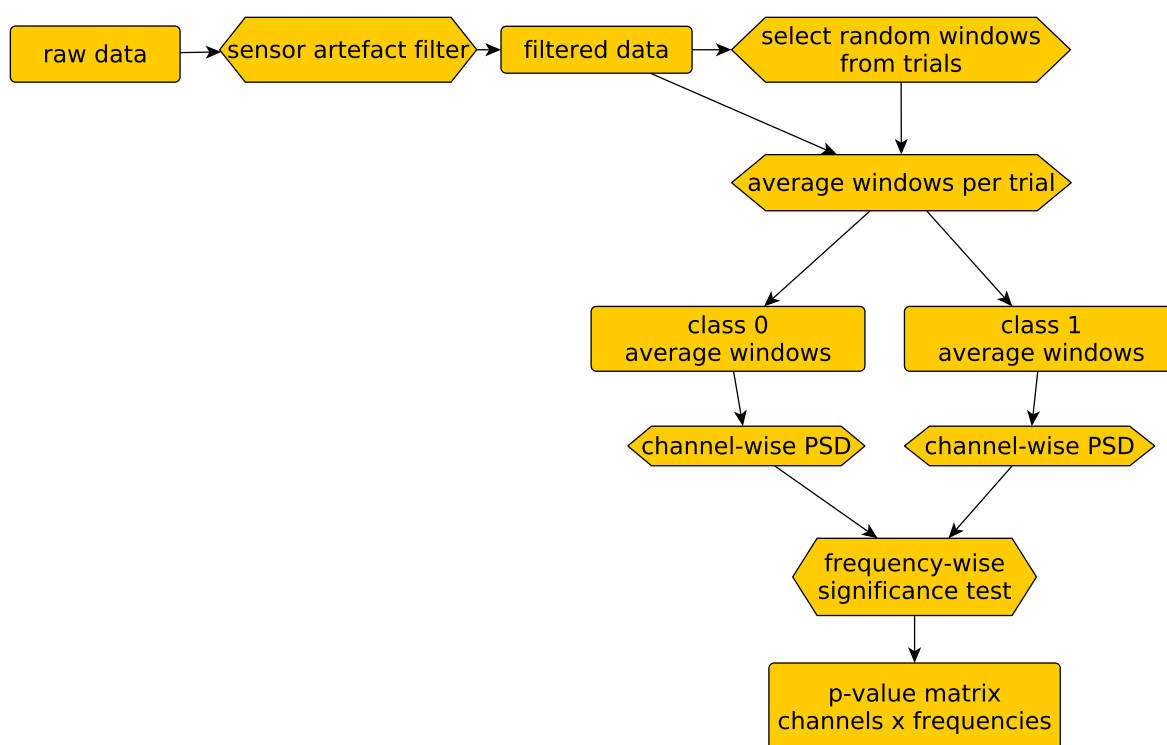 raw data
sensor artefact filter
filtered data
select random windows
from trials
average windows per trial
class 0
average windows
class 1
average windows
channel-wise PSD
channel-wise PSD
frequency-wise
significance test
p-value matrix
channels x frequencies